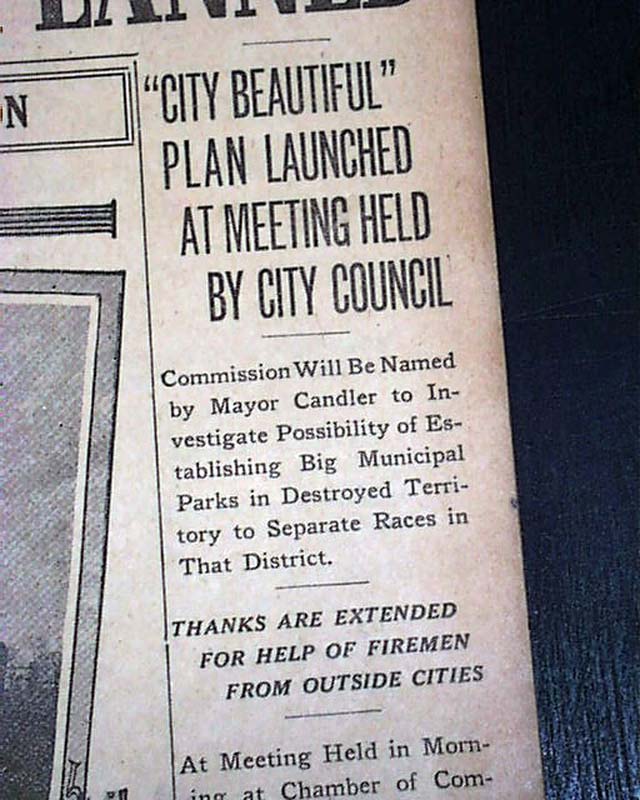 “CITY BEAUTIFUL”
PLAN LAUNCHED
AT MEETING HELD
BY CITY COUNCIL
Commission Will Be Named
by Mayor Candler to In-
vestigate Possibility of Es-
tablishing Big Municipal
Parks in Destroyed Terri-
tory to Separate Races in
That District.
THANKS ARE EXTENDED
FOR HELP OF FIREMEN
FROM OUTSIDE CITIES
At Meeting Held in Morn-
ing at Chamber of Com-